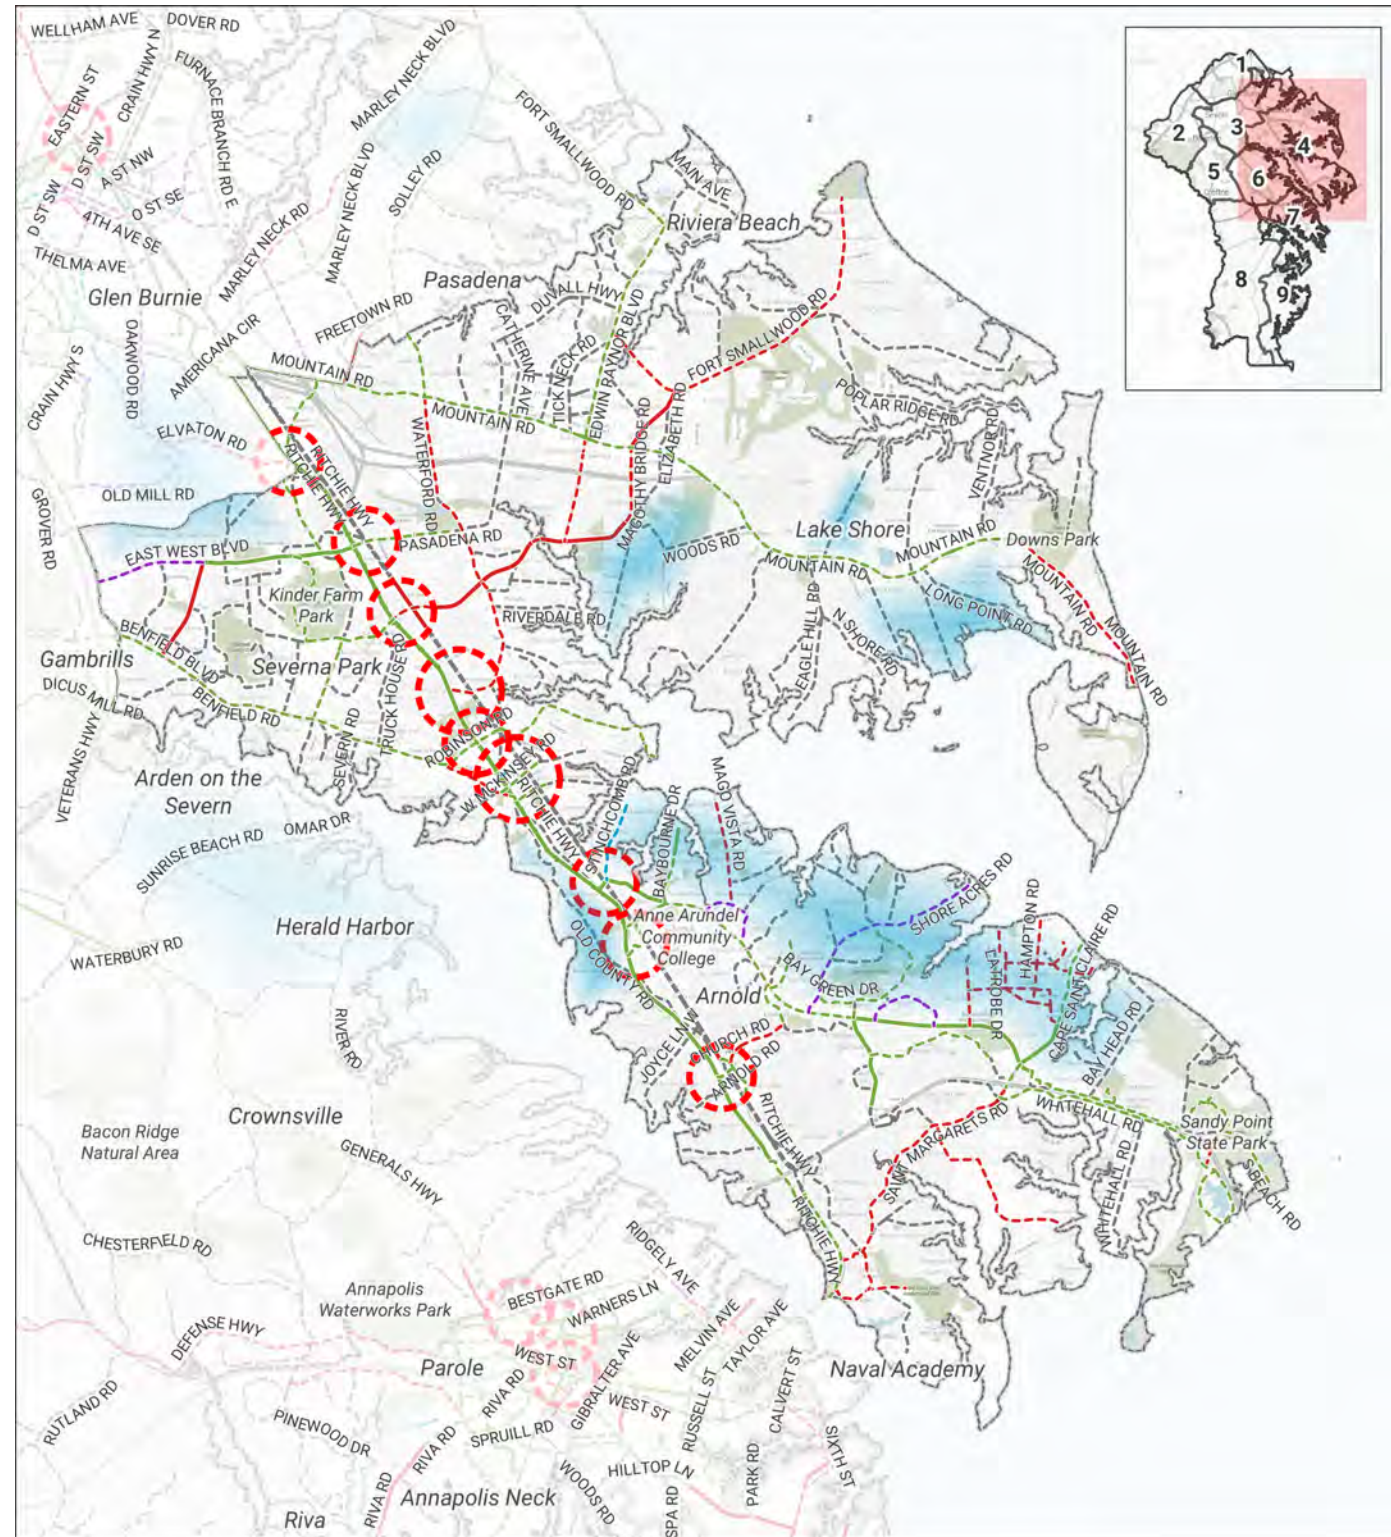 WELLHAM AVE
DOVER RD
EASTERN ST
CRAIN HWY N
FURNACE BRANCH RD E
MARLEY NECK BLVD
FORT SMALLWOOD RD
D ST SW
A ST NW
D ST SW
O ST SE
4TH AVE SE
THELMA AVE
MARLEY NECK RD
MARLEY NECK BLVD
SOLLEY RD
MAIN AVE
Riviera Beach
Glen Burnie
Pasadena
1
2
3
4
5
6
7
8
9
CRAIN HWY S
OAKWOOD RD
AMERICANA CIR
FREETOWN RD
DUVALL HWY
CATHERINE AVE
TICK NECK RD
EDWIN RAYNOR BLVD
FORT SMALLWOOD RD
MOUNTAIN RD
MOUNTAIN RD
WATERFORD RD
MAGOTHY BRIDGE RD
ELIZABETH RD
POPLAR RIDGE RD
VENTNOR RD
ELVATON RD
RITCHIE HWY
RITCHIE HWY
OLD MILL RD
GROVER RD
EAST WEST BLVD
PASADENA RD
WOODS RD
Lake Shore
MOUNTAIN RD
MOUNTAIN RD
Downs Park
Kinder Farm
Park
RIVERDALE RD
EAGLE HILL RD
N SHORE RD
LONG POINT RD
MOUNTAIN RD
MOUNTAIN RD
Gambrills
BENFIELD BLVD
Severna Park
TRUCK HOUSE RD
DICUS MILL RD
BENFIELD RD
SEVERN RD
ROBINSON RD
W MCKINSEY RD
RITCHIE HWY
VETERANS HWY
Arden on the
Severn
OMAR DR
SUNRISE BEACH RD
STINCHCOMB RD
BAYBOURNE DR
MAGO VISTA RD
SHORE ACRES RD
HAMPTON RD
CAPE SAINT CLAIRE RD
LATROBE DR
Herald Harbor
WATERBURY RD
OLD COUNTY RD
Anne Arundel
Community
College
BAY GREEN DR
Arnold
BAY HEAD RD
RIVER RD
JOYCE LN W
CHURCH RD
ARNOLD RD
RITCHIE HWY
WHITEHALL RD
Sandy Point
State Park
Crownsville
Bacon Ridge
Natural Area
GENERALS HWY
SAINT MARGARETS RD
WHITEHALL RD
S BEACH RD
CHESTERFIELD RD
RITCHIE HWY
RIDGELY AVE
Annapolis
Waterworks Park
BESTGATE RD
WARNERS LN
DEFENSE HWY
MELVIN AVE
TAYLOR AVE
Parole
WEST ST
GIBRALTER AVE
Naval Academy
RUTLAND RD
RIVA RD
WEST ST
RUSSELL ST
CALVERT ST
PINEWOOD DR
RIVA RD
SPRUILL RD
SIXTH ST
HILLTOP LN
PARK RD
WOODS RD
SPA RD
RIVA RD
Annapolis Neck
Riva